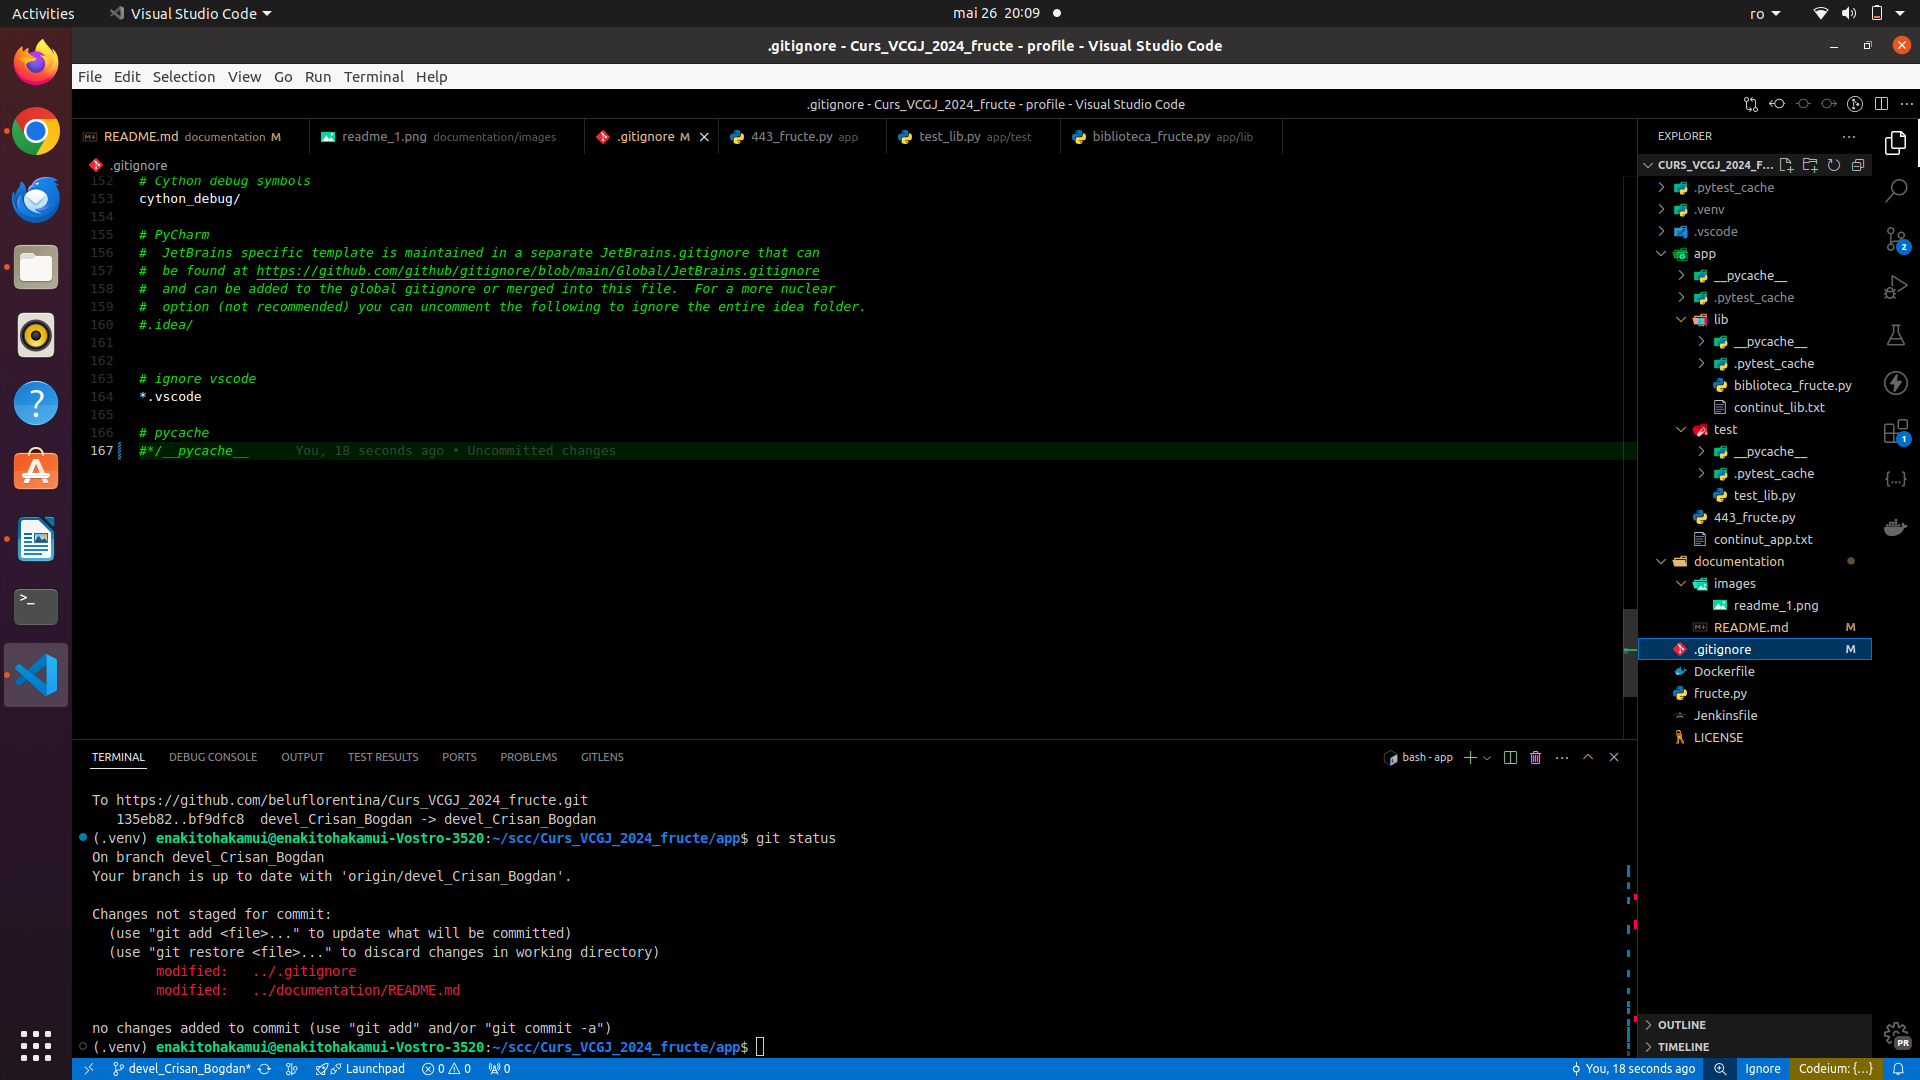 Activities
Visual Studio Code
mai 26 20:09
ro
.gitignore - Curs_VCGJ_2024_fructe - profile - Visual Studio Code
File Edit Selection View Go Run Terminal Help
.gitignore - Curs_VCGJ_2024_fructe - profile - Visual Studio Code
README.md documentation M
readme_1.png documentation/images
.gitignore M
443_fructe.py app
test_lib.py app/test
biblioteca_fructe.py app/lib
.gitignore
152 # Cython debug symbols
153 cython_debug/
154
155 # PyCharm
156 #  JetBrains specific template is maintained in a separate JetBrains.gitignore that can
157 #  be found at https://github.com/github/gitignore/blob/main/Global/JetBrains.gitignore
158 #  and can be added to the global gitignore or merged into this file.  For a more nuclear
159 #  option (not recommended) you can uncomment the following to ignore the entire idea folder.
160 #.idea/
161
162
163 # ignore vscode
164 *.vscode
165
166 # pycache
167 #*/__pycache__ You, 18 seconds ago • Uncommitted changes
EXPLORER
CURS_VCGJ_2024_F...
.pytest_cache
.venv
.vscode
app
__pycache__
.pytest_cache
lib
__pycache__
.pytest_cache
biblioteca_fructe.py
continut_lib.txt
test
__pycache__
.pytest_cache
test_lib.py
443_fructe.py
continut_app.txt
documentation
images
readme_1.png
README.md M
.gitignore M
Dockerfile
fructe.py
Jenkinsfile
LICENSE
OUTLINE
TIMELINE
2
1
PR
TERMINAL DEBUG CONSOLE OUTPUT TEST RESULTS PORTS PROBLEMS GITLENS
bash - app
To https://github.com/beluflorentina/Curs_VCGJ_2024_fructe.git
135eb82..bf9dfc8  devel_Crisan_Bogdan -> devel_Crisan_Bogdan
(.venv) enakitohakamui@enakitohakamui-Vostro-3520:~/scc/Curs_VCGJ_2024_fructe/app$ git status
On branch devel_Crisan_Bogdan
Your branch is up to date with 'origin/devel_Crisan_Bogdan'.
Changes not staged for commit:
(use "git add <file>..." to update what will be committed)
(use "git restore <file>..." to discard changes in working directory)
modified:   ../.gitignore
modified:   ../documentation/README.md
no changes added to commit (use "git add" and/or "git commit -a")
(.venv) enakitohakamui@enakitohakamui-Vostro-3520:~/scc/Curs_VCGJ_2024_fructe/app$
devel_Crisan_Bogdan* Launchpad 0 0 0
You, 18 seconds ago Ignore Codeium: {...}